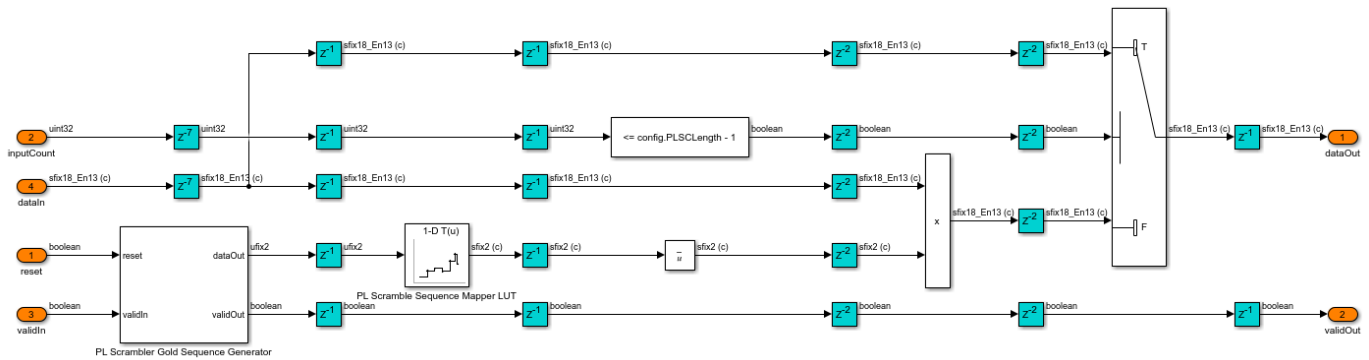 Z-1 sfix18_En13 (c) Z-1 sfix18_En13 (c) Z-2 sfix18_En13 (c) Z-2 sfix18_En13 (c) T
2 uint32 Z-7 uint32 Z-1 uint32 Z-1 uint32 <= config.PLSCLength - 1 boolean Z-2 boolean Z-2 boolean sfix18_En13 (c) Z-1 sfix18_En13 (c) 1
inputCount dataOut
4 sfix18_En13 (c) Z-7 sfix18_En13 (c) Z-1 sfix18_En13 (c) Z-1 sfix18_En13 (c) Z-2 sfix18_En13 (c)
dataIn
x sfix18_En13 (c) Z-2 sfix18_En13 (c) F
1-D T(u)
1 boolean reset dataOut ufix2 Z-1 ufix2 sfix2 (c) Z-1 sfix2 (c) sfix2 (c) Z-2 sfix2 (c)
reset
PL Scramble Sequence Mapper LUT
3 boolean validIn validOut boolean Z-1 boolean Z-1 boolean Z-2 boolean Z-2 boolean Z-1 boolean 2
validIn validOut
PL Scrambler Gold Sequence Generator